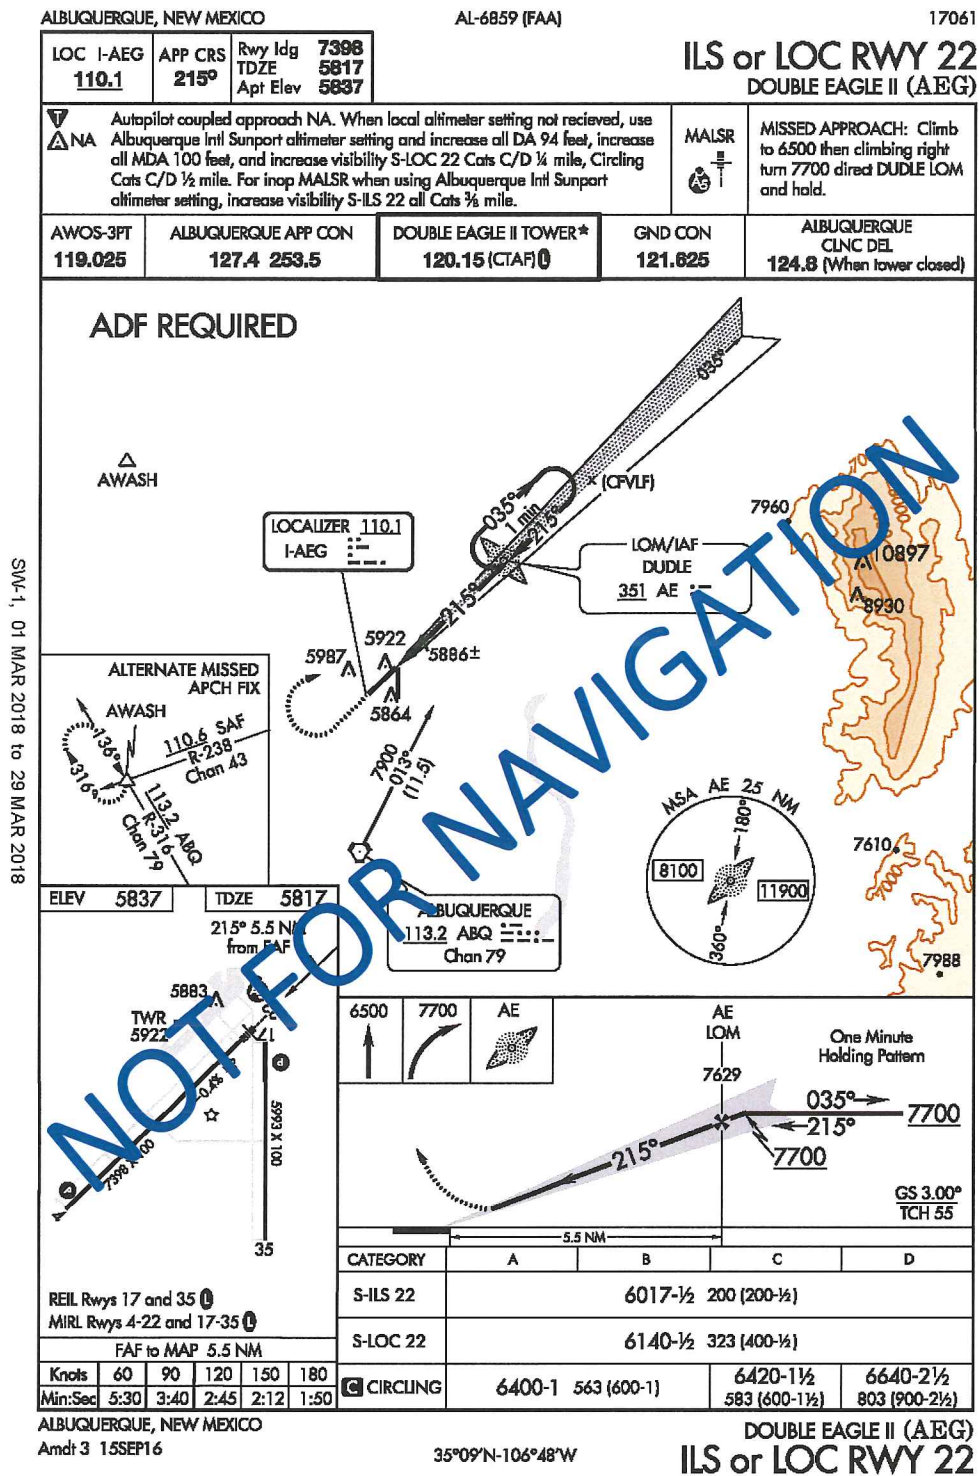 ALBUQUERQUE, NEW MEXICO
AL-6859 (FAA)
17061
LOC I-AEG
110.1
APP CRS
215°
Rwy ldg 7398
TDZE 5817
Apt Elev 5837
ILS or LOC RWY 22
DOUBLE EAGLE II (AEG)
T
A NA
Autopilot coupled approach NA. When local altimeter setting not recieved, use
Albuquerque Intl Sunport altimeter setting and increase all DA 94 feet, increase
all MDA 100 feet, and increase visibility S-LOC 22 Cats C/D ¼ mile, Circling
Cats C/D ½ mile. For inop MALSR when using Albuquerque Intl Sunport
altimeter setting, increase visibility S-ILS 22 all Cats ⅜ mile.
MALSR
A5
MISSED APPROACH: Climb
to 6500 then climbing right
turn 7700 direct DUDLE LOM
and hold.
AWOS-3PT
119.025
ALBUQUERQUE APP CON
127.4 253.5
DOUBLE EAGLE II TOWER*
120.15 (CTAF) L
GND CON
121.625
ALBUQUERQUE
CLNC DEL
124.8 (When tower closed)
ADF REQUIRED
035°
AWASH
(CFVLF)
035°
1 min
215°
7960
LOCALIZER 110.1
I-AEG
LOM/IAF
DUDLE
351 AE
10897
8930
215°
5922
5987
5886±
5864
ALTERNATE MISSED
APCH FIX
AWASH
136°
316°
110.6 SAF
R-238
Chan 43
113.2 ABQ
R-316
Chan 79
7900
013°
(11.5)
MSA AE 25 NM
180°
8100
11900
360°
7610
7000
7988
ALBUQUERQUE
113.2 ABQ
Chan 79
NOT FOR NAVIGATION
SW-1, 01 MAR 2018 to 29 MAR 2018
ELEV 5837
TDZE 5817
215° 5.5 NM
from FAF
5883
TWR
5922
17
P
-0.4%
7398 X 100
5993 X 100
4
35
REIL Rwys 17 and 35 L
MIRL Rwys 4-22 and 17-35 L
FAF to MAP 5.5 NM
Knots 60 90 120 150 180
Min:Sec 5:30 3:40 2:45 2:12 1:50
6500
7700
AE
AE
LOM
7629
One Minute
Holding Pattern
035°
7700
215°
7700
215°
GS 3.00°
TCH 55
5.5 NM
CATEGORY A B C D
S-ILS 22 6017-½ 200 (200-½)
S-LOC 22 6140-½ 323 (400-½)
C CIRCLING 6400-1 563 (600-1)
6420-1½
583 (600-1½)
6640-2½
803 (900-2½)
ALBUQUERQUE, NEW MEXICO
Amdt 3 15SEP16
35°09'N-106°48'W
DOUBLE EAGLE II (AEG)
ILS or LOC RWY 22